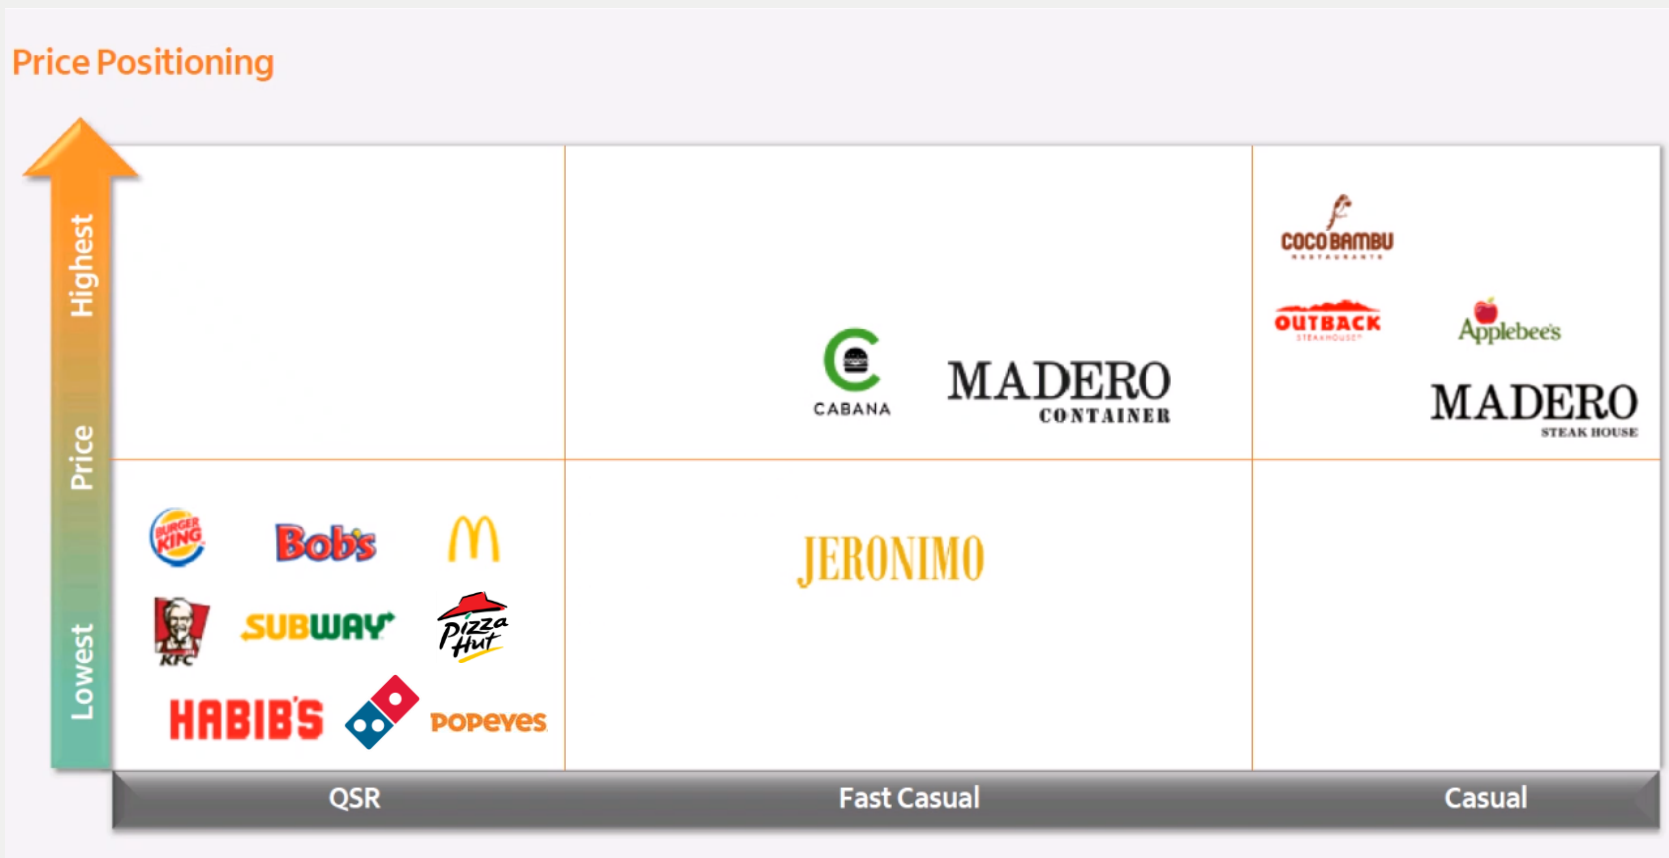 Price Positioning
Highest
Price
Lowest
COCO BAMBU
RESTAURANTS
OUTBACK
STEAKHOUSE
Applebee's
CABANA
MADERO
CONTAINER
MADERO
STEAK HOUSE
BURGER
KING
Bob's
KFC
SUBWAY
Pizza
Hut
JERONIMO
HABIB'S
POPEYES
QSR
Fast Casual
Casual